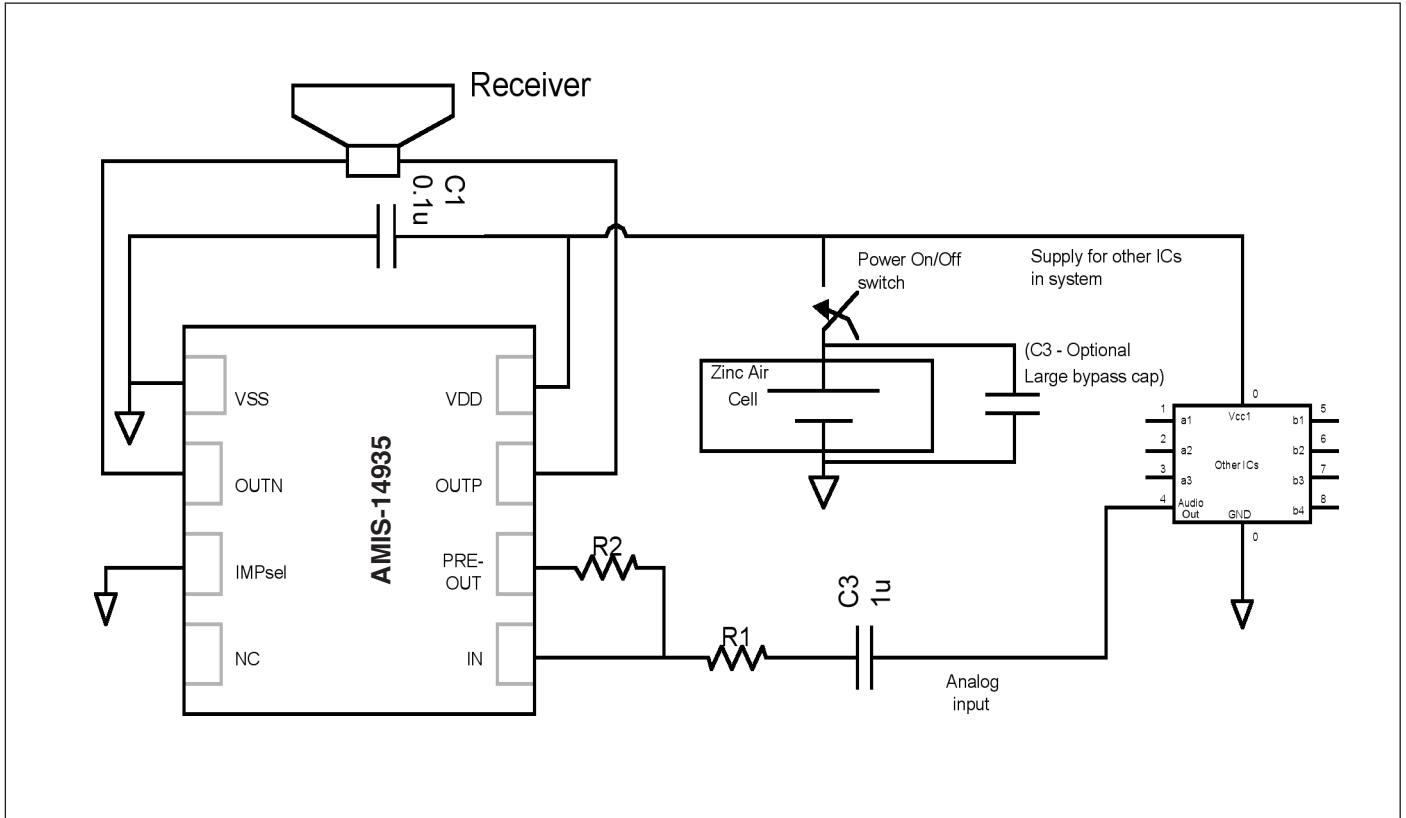 Receiver
C1
0.1u
Power On/Off
switch
Supply for other ICs
in system
(C3 - Optional
Large bypass cap)
Zinc Air
Cell
VSS
VDD
OUTN
OUTP
AMIS-14935
IMPsel
PRE-
OUT
NC
IN
R2
R1
C3
1u
Analog
input
0
Vcc1
1
a1
b1
5
2
a2
b2
6
Other ICs
3
a3
b3
7
4
Audio
Out
GND
b4
8
0